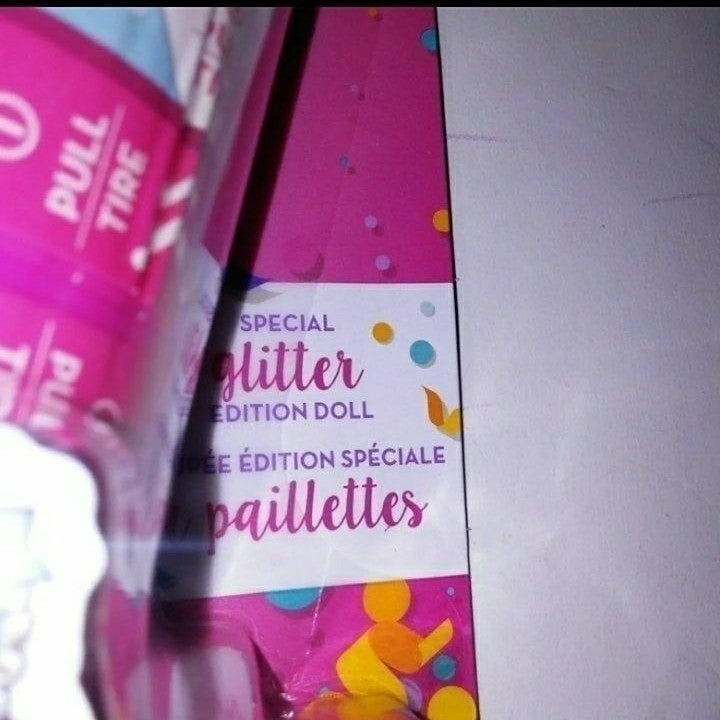 PULL
TIRE
SPECIAL
glitter
EDITION DOLL
ÉDITION SPÉCIALE
paillettes